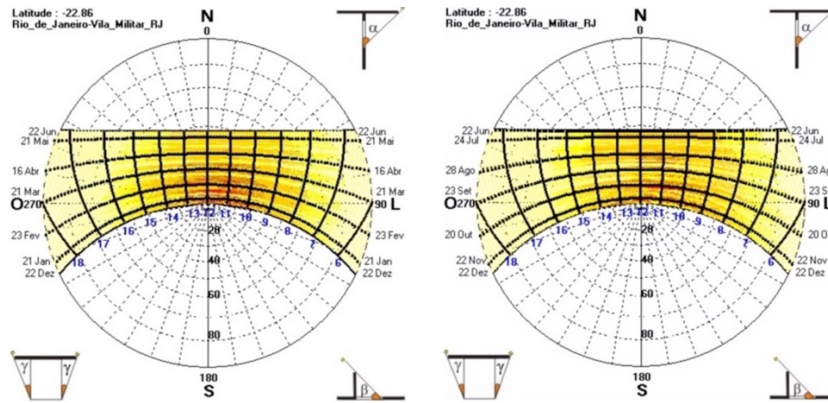 Latitude : -22.86
Rio_de_Janeiro-Vila_Militar_RJ
N
0
α
22 Jun
21 Mai
16 Abr
21 Mar
O 270
23 Fev
21 Jan
22 Dez
22 Jun
21 Mai
16 Abr
21 Mar
90 L
23 Fev
21 Jan
22 Dez
18 17 16 15 14 13 12 11 10 9 8 7 6
40
60
80
γ γ
180
S
β
Latitude : -22.86
Rio_de_Janeiro-Vila_Militar_RJ
N
0
α
22 Jun
24 Jul
28 Ago
23 Set
O 270
20 Out
22 Nov
22 Dez
22 Jun
24 Jul
28 Ago
23 S
90 L
20 O
22 Nov
22 Dez
18 17 16 15 14 13 12 11 10 9 8 7 6
40
60
80
γ γ
180
S
β